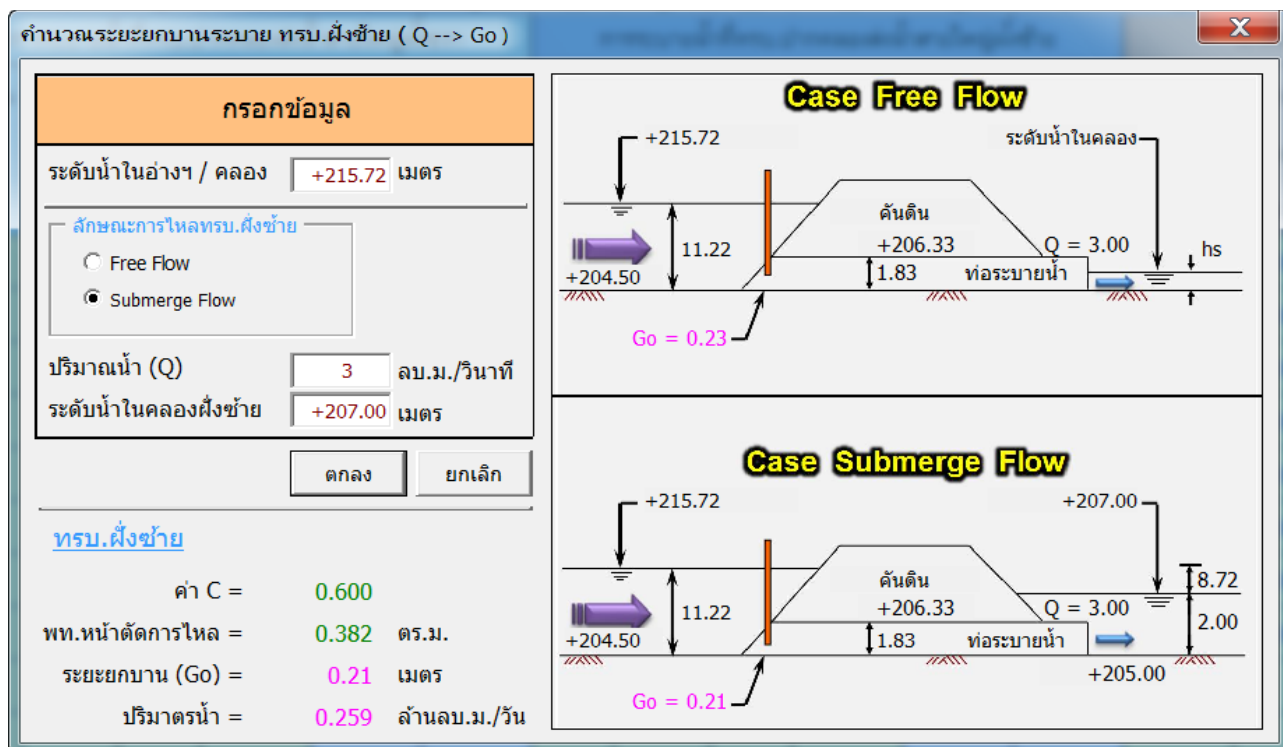 คำนวณระยะยกบานระบาย ทรบ.ฝั่งซ้าย ( Q --> Go )
X
กรอกข้อมูล
ระดับน้ำในอ่างฯ / คลอง +215.72 เมตร
ลักษณะการไหลทรบ.ฝั่งซ้าย
Free Flow
Submerge Flow
ปริมาณน้ำ (Q) 3 ลบ.ม./วินาที
ระดับน้ำในคลองฝั่งซ้าย +207.00 เมตร
ตกลง ยกเลิก
ทรบ.ฝั่งซ้าย
ค่า C = 0.600
พท.หน้าตัดการไหล = 0.382 ตร.ม.
ระยะยกบาน (Go) = 0.21 เมตร
ปริมาตรน้ำ = 0.259 ล้านลบ.ม./วัน
Case Free Flow
+215.72 ระดับน้ำในคลอง
คันดิน
11.22 +206.33 Q = 3.00 hs
+204.50 1.83 ท่อระบายน้ำ
Go = 0.23
Case Submerge Flow
+215.72 +207.00
คันดิน 8.72
11.22 +206.33 Q = 3.00 2.00
+204.50 1.83 ท่อระบายน้ำ
+205.00
Go = 0.21